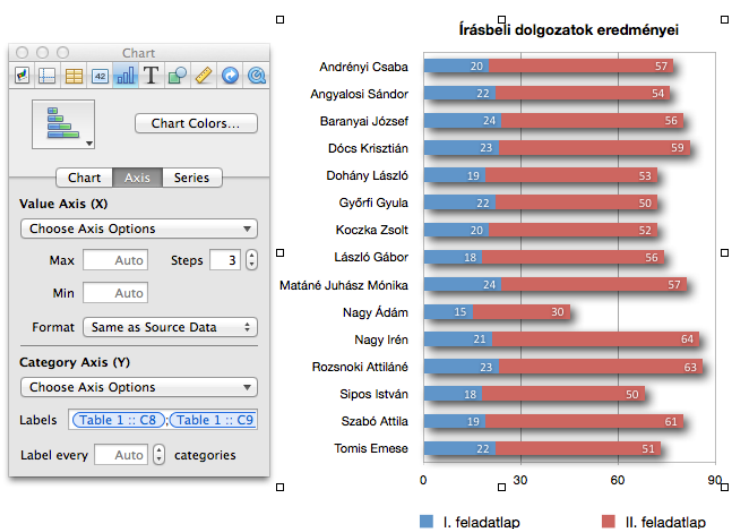 Chart
42
Chart Colors...
Chart Axis Series
Value Axis (X)
Choose Axis Options
Max Auto Steps 3
Min Auto
Format Same as Source Data
Category Axis (Y)
Choose Axis Options
Labels Table 1 :: C8 ; Table 1 :: C9
Label every Auto categories
Írásbeli dolgozatok eredményei
Andrényi Csaba 20 57
Angyalosi Sándor 22 54
Baranyai József 24 56
Dócs Krisztián 23 59
Dohány László 19 53
Győrfi Gyula 22 50
Koczka Zsolt 20 52
László Gábor 18 56
Matáné Juhász Mónika 24 57
Nagy Ádám 15 30
Nagy Irén 21 64
Rozsnoki Attiláné 23 63
Sipos István 18 50
Szabó Attila 19 61
Tomis Emese 22 51
0 30 60 90
I. feladatlap II. feladatlap